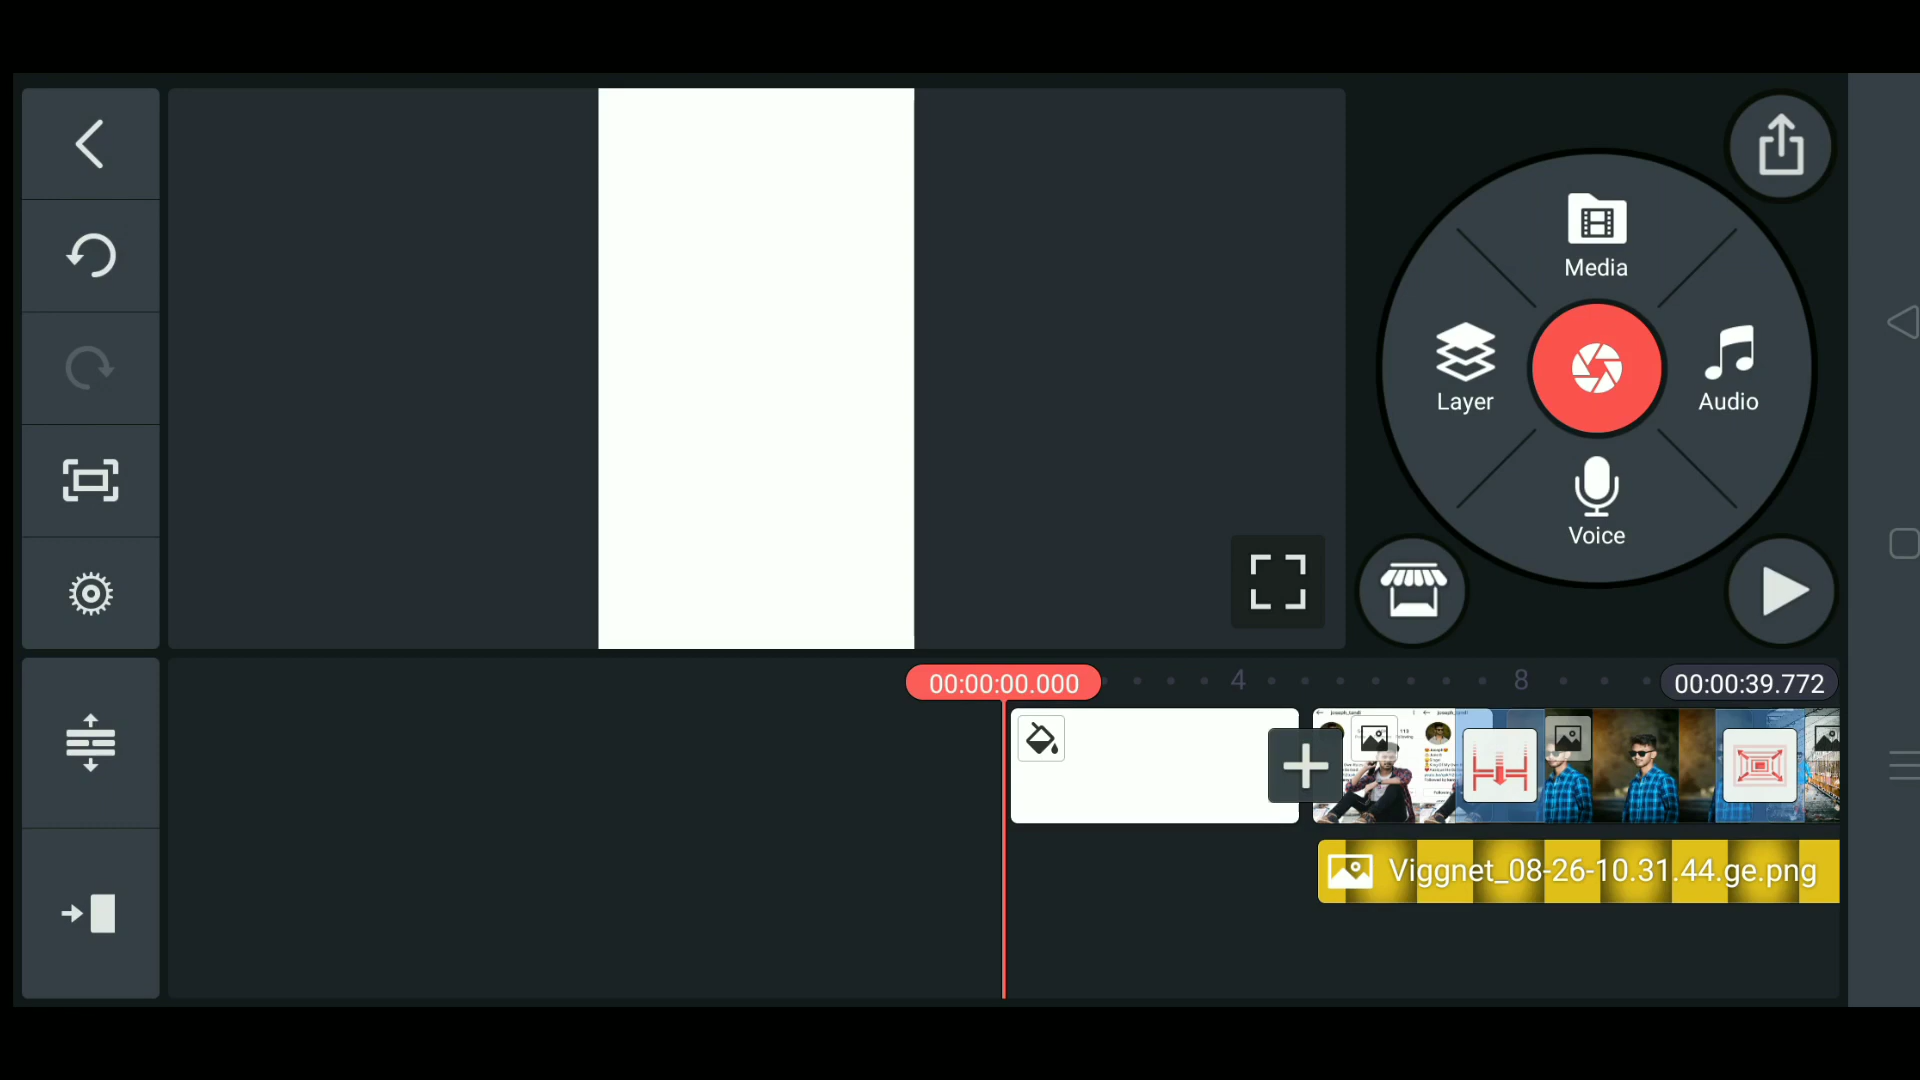 Media
Layer
Audio
Voice
00:00:00.000
4
8
00:00:39.772
Viggnet_08-26-10.31.44.ge.png